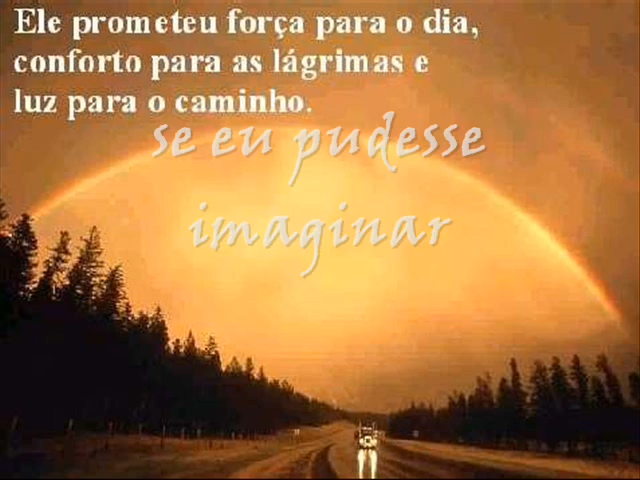 Ele prometeu força para o dia,
conforto para as lágrimas e
luz para o caminho.
se eu pudesse
imaginar